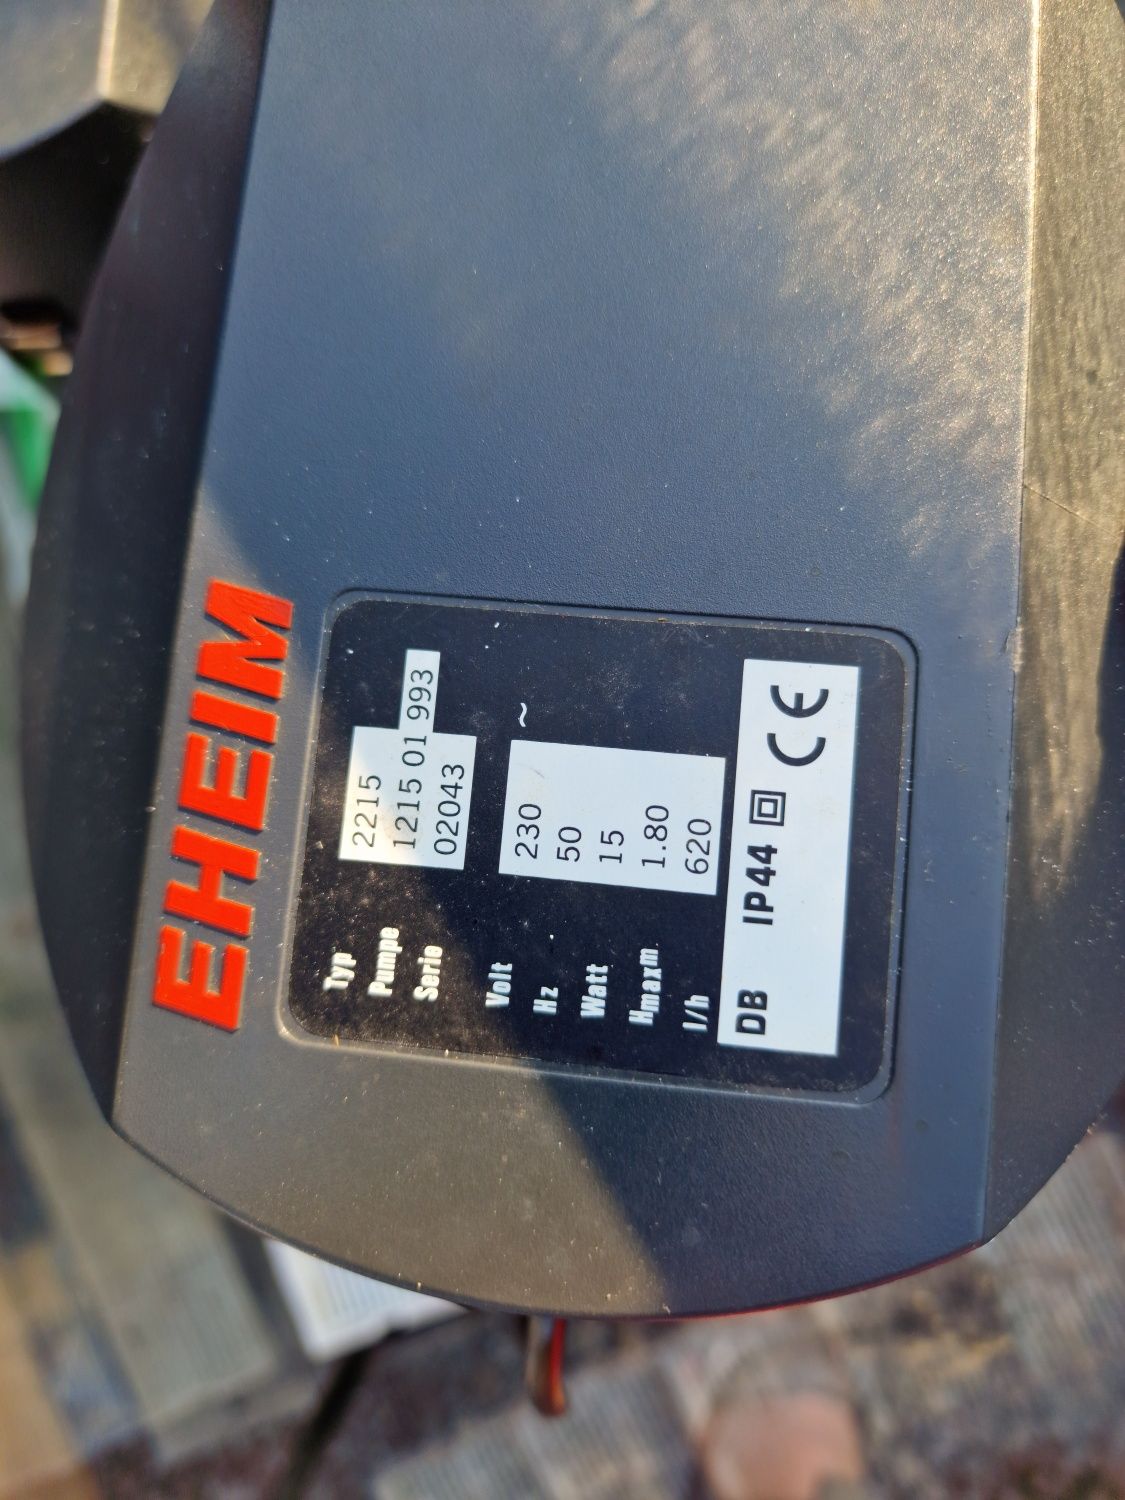 EHEIM
Typ 2215
Pumpe 1215 01 993
Serie 02043
Volt 230 ~
Hz 50
Watt 15
Hmax m 1.80
l/h 620
DB IP44 CE